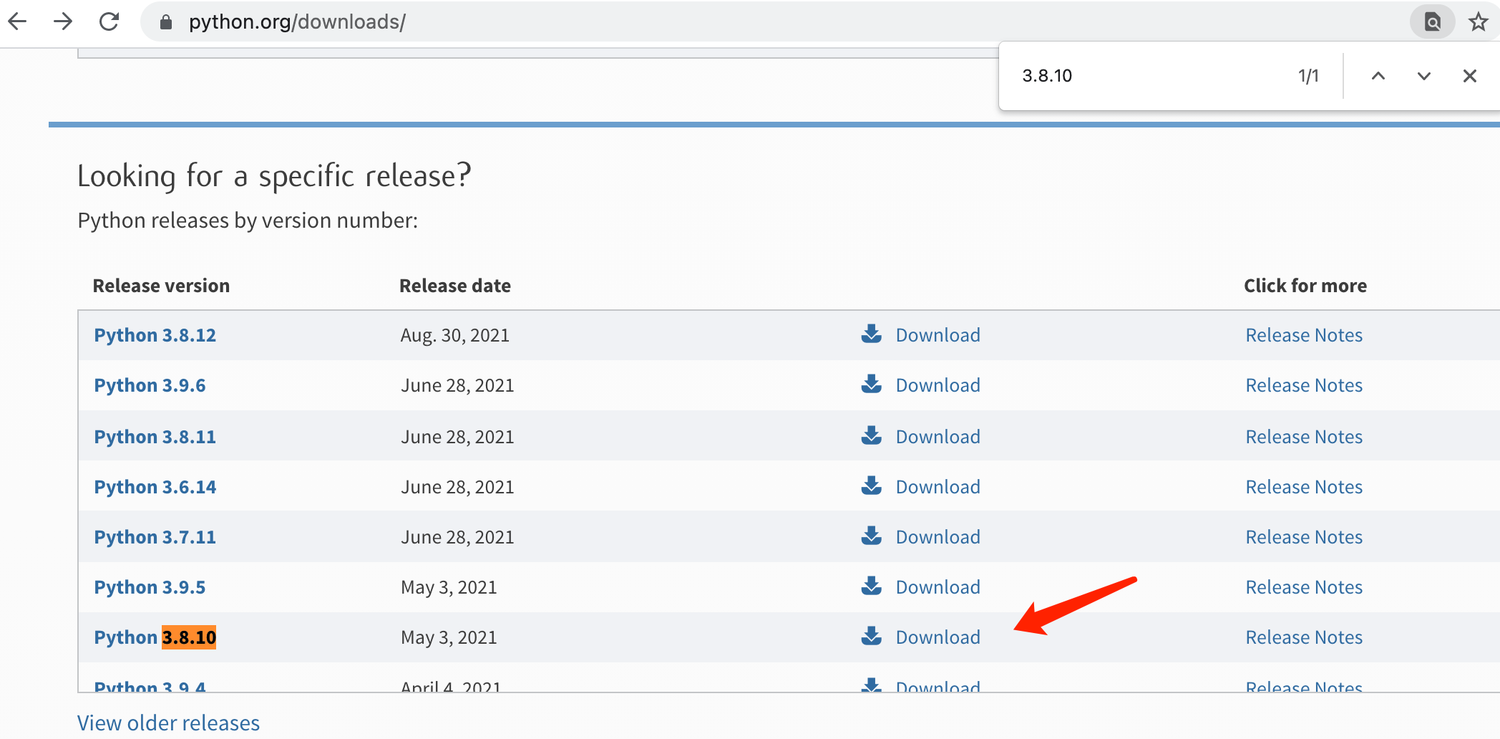 python.org/downloads/
3.8.10 1/1
Looking for a specific release?
Python releases by version number:
Release version Release date Click for more
Python 3.8.12 Aug. 30, 2021 Download Release Notes
Python 3.9.6 June 28, 2021 Download Release Notes
Python 3.8.11 June 28, 2021 Download Release Notes
Python 3.6.14 June 28, 2021 Download Release Notes
Python 3.7.11 June 28, 2021 Download Release Notes
Python 3.9.5 May 3, 2021 Download Release Notes
Python 3.8.10 May 3, 2021 Download Release Notes
Python 3.9.4 April 4, 2021 Download Release Notes
View older releases